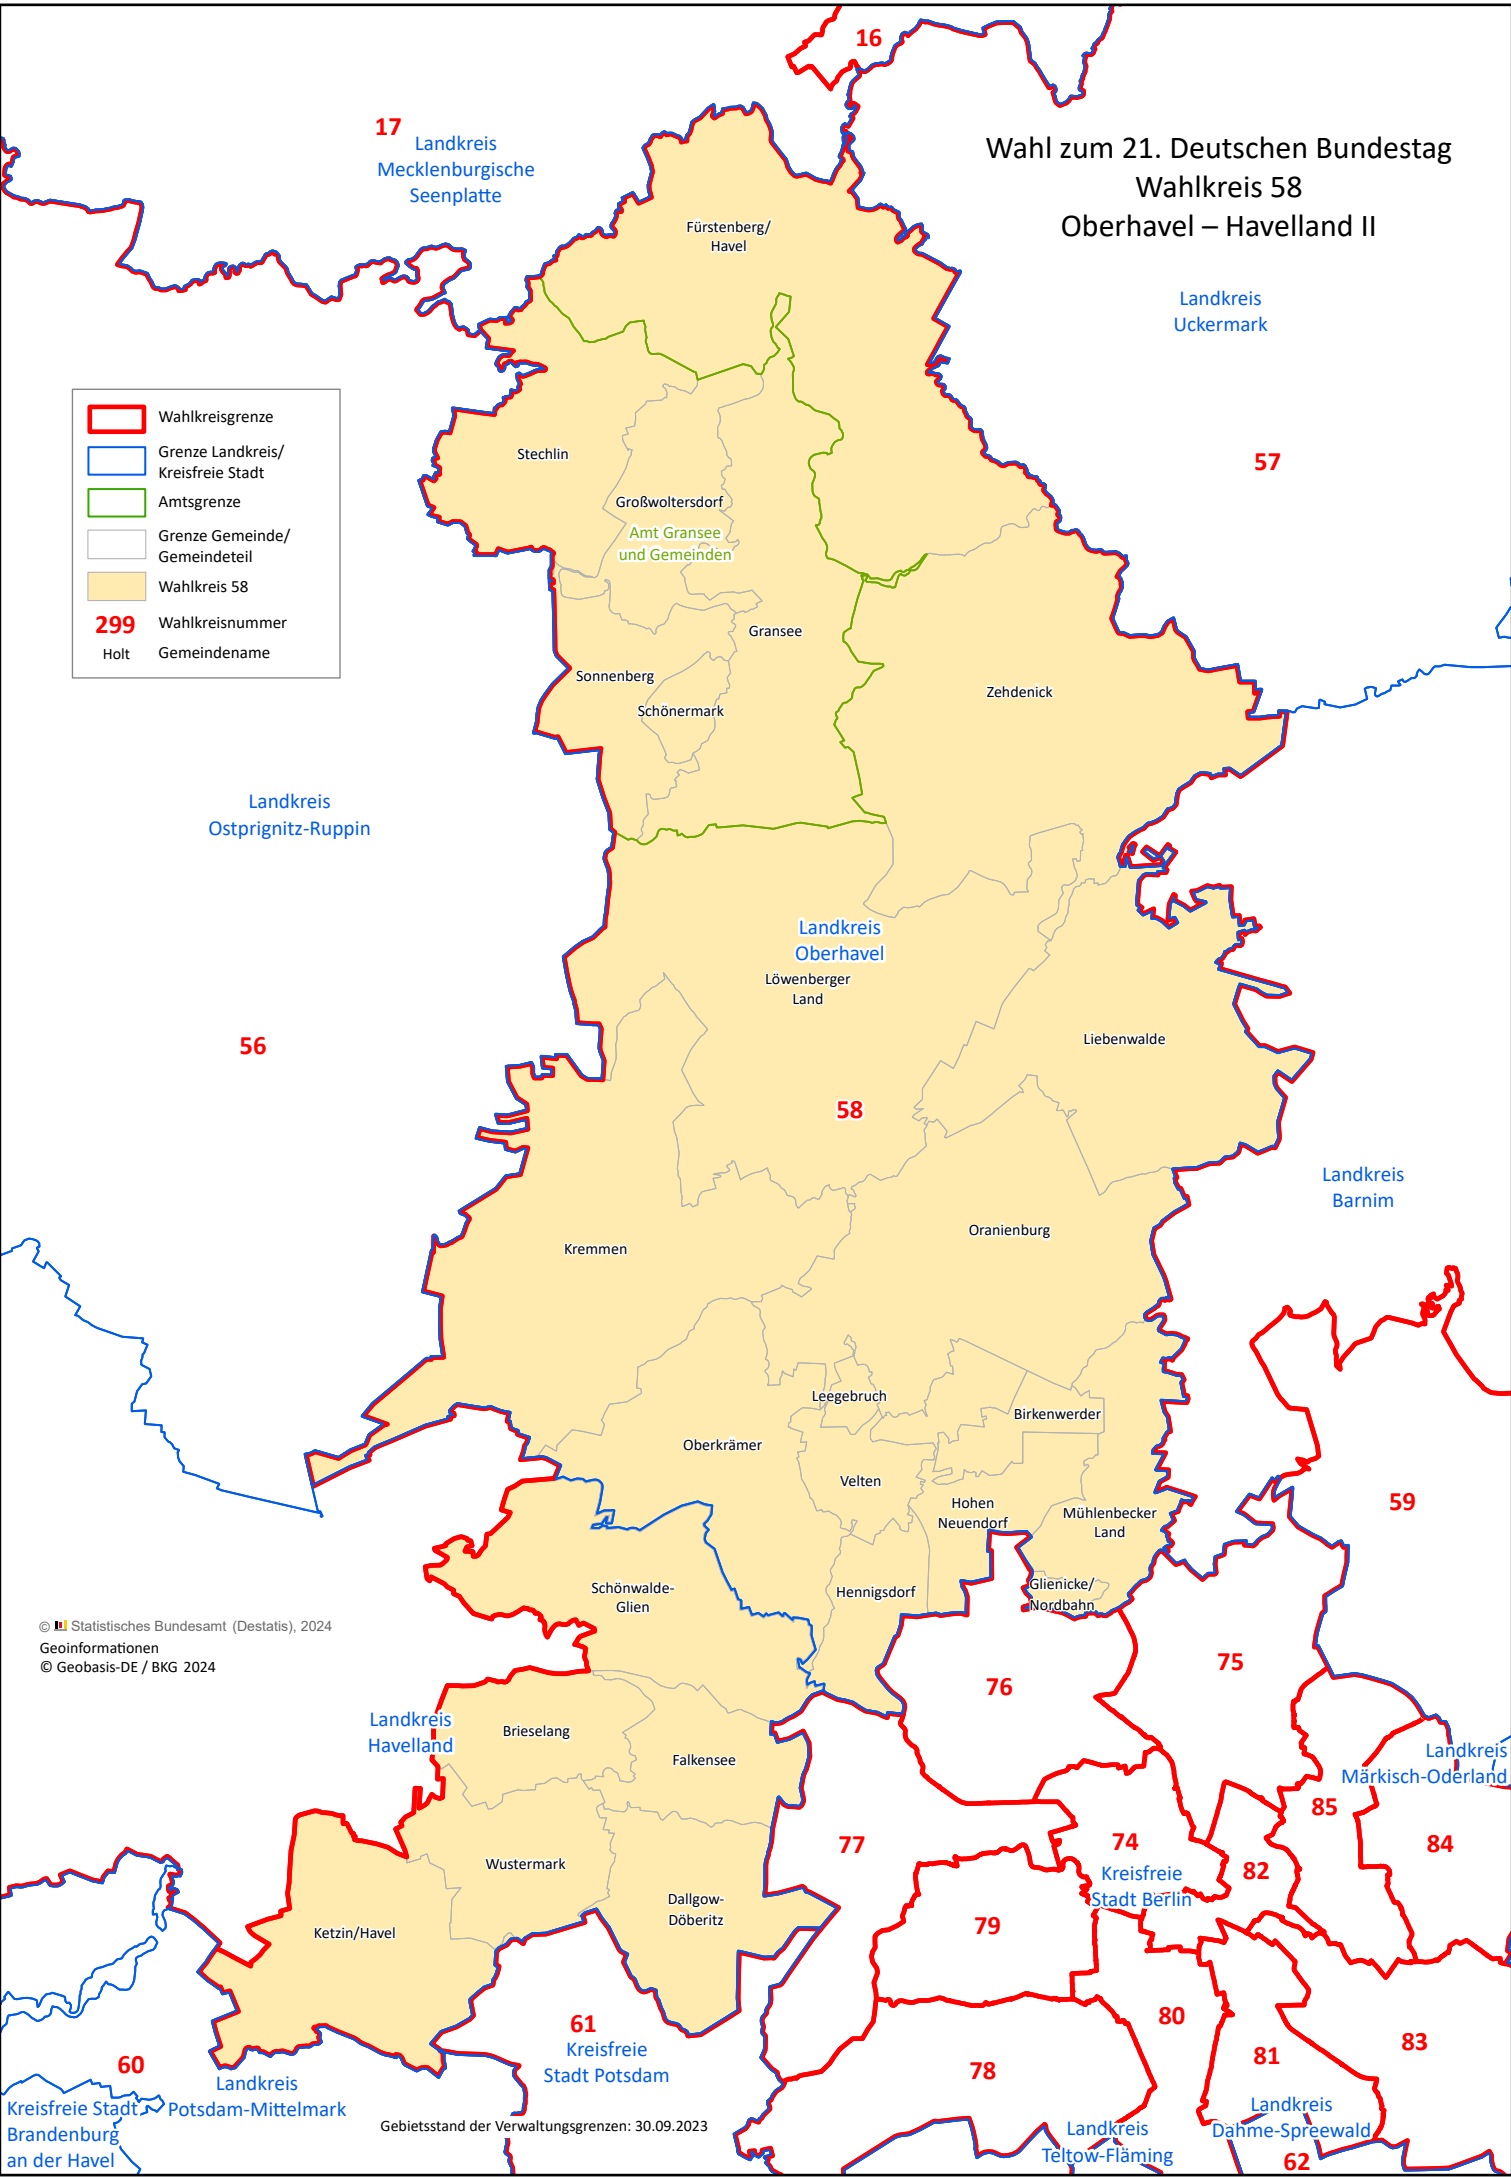 16
17
Landkreis
Mecklenburgische
Seenplatte
Wahl zum 21. Deutschen Bundestag
Wahlkreis 58
Oberhavel – Havelland II
Fürstenberg/
Havel
Landkreis
Uckermark
Wahlkreisgrenze
Grenze Landkreis/
Kreisfreie Stadt
Amtsgrenze
Grenze Gemeinde/
Gemeindeteil
Wahlkreis 58
299 Wahlkreisnummer
Holt Gemeindename
Stechlin
57
Großwoltersdorf
Amt Gransee
und Gemeinden
Gransee
Sonnenberg
Schönermark
Zehdenick
Landkreis
Ostprignitz-Ruppin
Landkreis
Oberhavel
Löwenberger
Land
56
Liebenwalde
58
Landkreis
Barnim
Oranienburg
Kremmen
Leegebruch
Birkenwerder
Oberkrämer
Velten
Hohen
Neuendorf
Mühlenbecker
Land
59
Schönwalde-
Glien
Hennigsdorf
Glienicke/
Nordbahn
© Statistisches Bundesamt (Destatis), 2024
Geoinformationen
© Geobasis-DE / BKG 2024
76
75
Landkreis
Havelland
Brieselang
Falkensee
Landkreis
Märkisch-Oderland
85
77
74
84
Kreisfreie
Stadt Berlin
82
Wustermark
Dallgow-
Döberitz
Ketzin/Havel
79
61
Kreisfreie
Stadt Potsdam
80
83
60
78
81
Landkreis
Potsdam-Mittelmark
Kreisfreie Stadt
Brandenburg
an der Havel
Gebietsstand der Verwaltungsgrenzen: 30.09.2023
Landkreis
Teltow-Fläming
Landkreis
Dahme-Spreewald
62